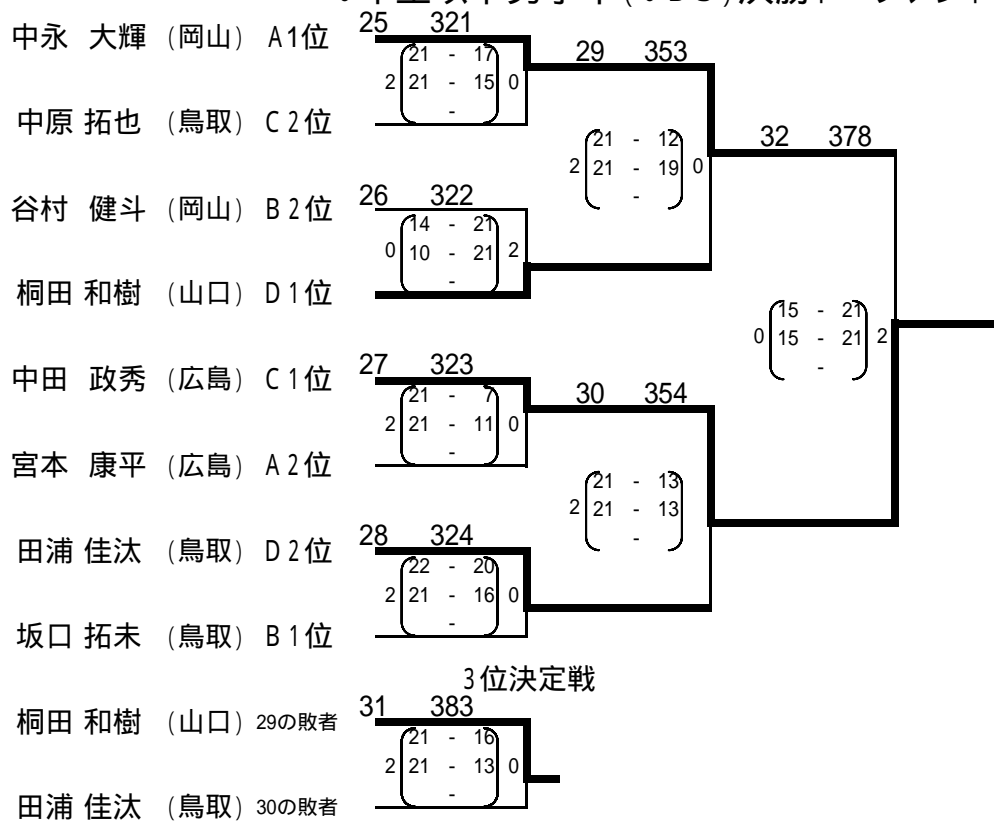 25 321
中永 大輝 (岡山) A1位
21 - 17
2 21 - 15 0
-
中原 拓也 (鳥取) C2位
29 353
21 - 12
2 21 - 19 0
-
26 322
谷村 健斗 (岡山) B2位
14 - 21
0 10 - 21 2
-
桐田 和樹 (山口) D1位
32 378
15 - 21
0 15 - 21 2
-
27 323
中田 政秀 (広島) C1位
21 - 7
2 21 - 11 0
-
宮本 康平 (広島) A2位
30 354
21 - 13
2 21 - 13
-
28 324
田浦 佳汰 (鳥取) D2位
22 - 20
2 21 - 16 0
-
坂口 拓未 (鳥取) B1位
3位決定戦
31 383
桐田 和樹 (山口) 29の敗者
21 - 16
2 21 - 13 0
-
田浦 佳汰 (鳥取) 30の敗者